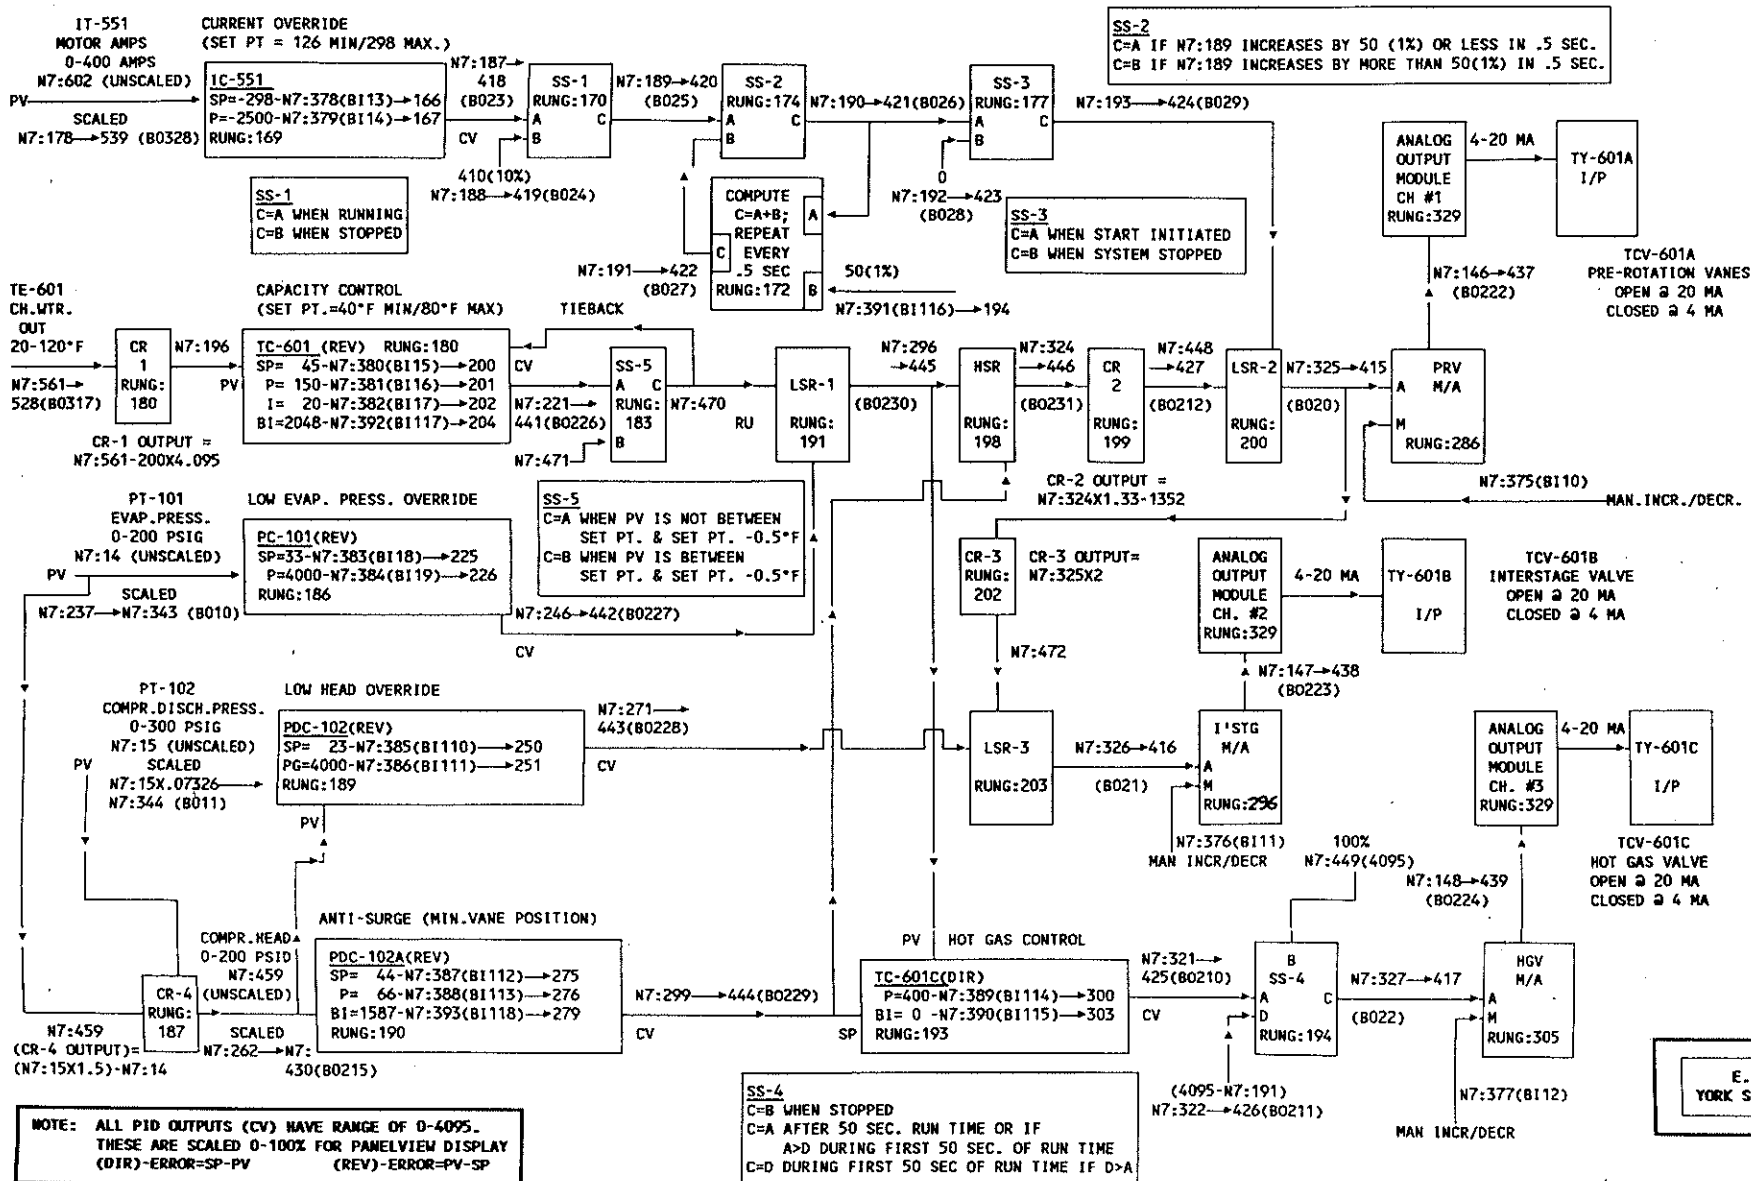 IT-551
MOTOR AMPS
0-400 AMPS
N7:602 (UNSCALED)
PV
SCALED
N7:178→539 (B0328)
CURRENT OVERRIDE
(SET PT = 126 MIN/298 MAX.)
IC-551
SP=-298-N7:378(BI13)→166
P=-2500-N7:379(BI14)→167
RUNG:169
N7:187→
418
(B023)
CV
SS-1
RUNG:170
A C
B
410(10%)
N7:188→419(B024)
SS-1
C=A WHEN RUNNING
C=B WHEN STOPPED
N7:189→420
(B025)
SS-2
RUNG:174
A C
B
N7:190→421(B026)
SS-3
RUNG:177
A C
B
N7:193→424(B029)
SS-2
C=A IF N7:189 INCREASES BY 50 (1%) OR LESS IN .5 SEC.
C=B IF N7:189 INCREASES BY MORE THAN 50(1%) IN .5 SEC.
COMPUTE
C=A+B;
REPEAT
EVERY
.5 SEC
RUNG:172
A
C
B
N7:191→422
(B027)
50(1%)
N7:391(BI116)→194
0
N7:192→423
(B028)
SS-3
C=A WHEN START INITIATED
C=B WHEN SYSTEM STOPPED
ANALOG
OUTPUT
MODULE
CH #1
RUNG:329
4-20 MA
TY-601A
I/P
N7:146→437
(B0222)
TCV-601A
PRE-ROTATION VANES
OPEN @ 20 MA
CLOSED @ 4 MA
TE-601
CH.WTR.
OUT
20-120°F
N7:561→
528(B0317)
CR
1
RUNG:
180
N7:196
PV
CR-1 OUTPUT =
N7:561-200X4.095
CAPACITY CONTROL
(SET PT.=40°F MIN/80°F MAX)
TC-601 (REV) RUNG:180
SP= 45-N7:380(BI15)→200
P= 150-N7:381(BI16)→201
I= 20-N7:382(BI17)→202
BI=2048-N7:392(BI117)→204
TIEBACK
CV
N7:221→
441(B0226)
N7:471
SS-5
A C
RUNG:
183
B
N7:470
RU
LSR-1
RUNG:
191
(B0230)
N7:296
→445
HSR
RUNG:
198
N7:324
→446
(B0231)
CR
2
RUNG:
199
N7:448
→427
(B0212)
LSR-2
RUNG:
200
N7:325→415
(B020)
PRV
M/A
A
M
RUNG:286
N7:375(BI10)
MAN.INCR./DECR.
CR-2 OUTPUT =
N7:324X1.33-1352
PT-101
EVAP.PRESS.
0-200 PSIG
N7:14 (UNSCALED)
PV
SCALED
N7:237→N7:343 (B010)
LOW EVAP. PRESS. OVERRIDE
PC-101(REV)
SP=33-N7:383(BI18)→225
P=4000-N7:384(BI19)→226
RUNG:186
N7:246→442(B0227)
CV
SS-5
C=A WHEN PV IS NOT BETWEEN
SET PT. & SET PT. -0.5°F
C=B WHEN PV IS BETWEEN
SET PT. & SET PT. -0.5°F
CR-3
RUNG:
202
CR-3 OUTPUT=
N7:325X2
N7:472
ANALOG
OUTPUT
MODULE
CH. #2
RUNG:329
4-20 MA
TY-601B
I/P
TCV-601B
INTERSTAGE VALVE
OPEN @ 20 MA
CLOSED @ 4 MA
N7:147→438
(B0223)
PT-102
COMPR.DISCH.PRESS.
0-300 PSIG
N7:15 (UNSCALED)
SCALED
PV
N7:15X.07326
N7:344 (B011)
LOW HEAD OVERRIDE
PDC-102(REV)
SP= 23-N7:385(BI110)→250
PG=4000-N7:386(BI111)→251
RUNG:189
PV
N7:271→
443(B0228)
CV
LSR-3
RUNG:203
N7:326→416
(B021)
I'STG
M/A
A
M
RUNG:296
N7:376(BI11)
MAN INCR/DECR
ANALOG
OUTPUT
MODULE
CH. #3
RUNG:329
4-20 MA
TY-601C
I/P
TCV-601C
HOT GAS VALVE
OPEN @ 20 MA
CLOSED @ 4 MA
100%
N7:449(4095)
N7:148→439
(B0224)
COMPR.HEAD
0-200 PSID
N7:459
(UNSCALED)
CR-4
RUNG:
187
SCALED
N7:262→N7:
430(B0215)
N7:459
(CR-4 OUTPUT)=
(N7:15X1.5)-N7:14
ANTI-SURGE (MIN.VANE POSITION)
PDC-102A(REV)
SP= 44-N7:387(BI112)→275
P= 66-N7:388(BI113)→276
BI=1587-N7:393(BI118)→279
RUNG:190
N7:299→444(B0229)
CV
PV HOT GAS CONTROL
SP
TC-601C(DIR)
P=400-N7:389(BI114)→300
BI= 0 -N7:390(BI115)→303
RUNG:193
N7:321→
425(B0210)
CV
B
SS-4
A C
D
RUNG:194
(4095-N7:191)
N7:322→426(B0211)
N7:327→417
(B022)
HGV
M/A
A
M
RUNG:305
N7:377(BI12)
MAN INCR/DECR
SS-4
C=B WHEN STOPPED
C=A AFTER 50 SEC. RUN TIME OR IF
A>D DURING FIRST 50 SEC. OF RUN TIME
C=D DURING FIRST 50 SEC OF RUN TIME IF D>A
NOTE: ALL PID OUTPUTS (CV) HAVE RANGE OF 0-4095.
THESE ARE SCALED 0-100% FOR PANELVIEW DISPLAY
(DIR)-ERROR=SP-PV (REV)-ERROR=PV-SP
E.
YORK S